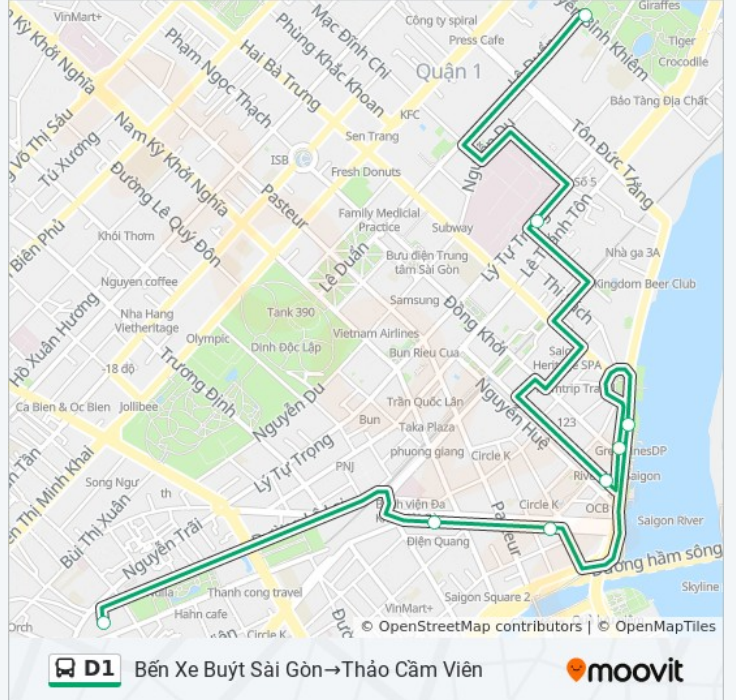 VinMart+
Công ty spiral
Giraffes
Mạc Đĩnh Chi
Press Cafe
Tiger
Crocodile
Kỳ Khởi Nghĩa
Phạm Ngọc Thạch
Hai Bà Trưng
Phùng Khắc Khoan
Quận 1
Bảo Tàng Địa Chất
KFC
Tôn Đức Thắng
Võ Thị Sáu
Nam Kỳ Khởi Nghĩa
Sen Trang
Tú Xương
ISB
Fresh Donuts
Số 5
Đường Lê Quý Đôn
Pasteur
Family Medicial
Practice
Subway
Lê Thánh Tôn
Khói Thơm
Biên Phủ
Lê Duẩn
Bưu điện Trung
tâm Sài Gòn
Nhà ga 3A
Nguyen coffee
Kingdom Beer Club
Samsung
Đồng Khởi
Nha Hang
Vietheritage
Tank 390
Hồ Xuân Hương
Olympic
Dinh Độc Lập
Vietnam Airlines
Bun Rieu Cua
-18 độ
Trương Định
Nguyễn Du
Nguyễn Huệ
Trần Quốc Lân
Ca Bien & Oc Bien
Jollibee
Bun
Taka Plaza
123
phuong giang
Lý Tự Trọng
Circle K
PNJ
Song Ngư
th
Bùi Thị Xuân
Nguyễn Trãi
Circle K
Pasteur
OCB
Saigon River
Điện Quang
Đường hầm sông
Skyline
Thanh cong travel
Saigon Square 2
VinMart+
Hahn cafe
Circle K
© OpenStreetMap contributors | © OpenMapTiles
D1 Bến Xe Buýt Sài Gòn→Thảo Cầm Viên
moovit